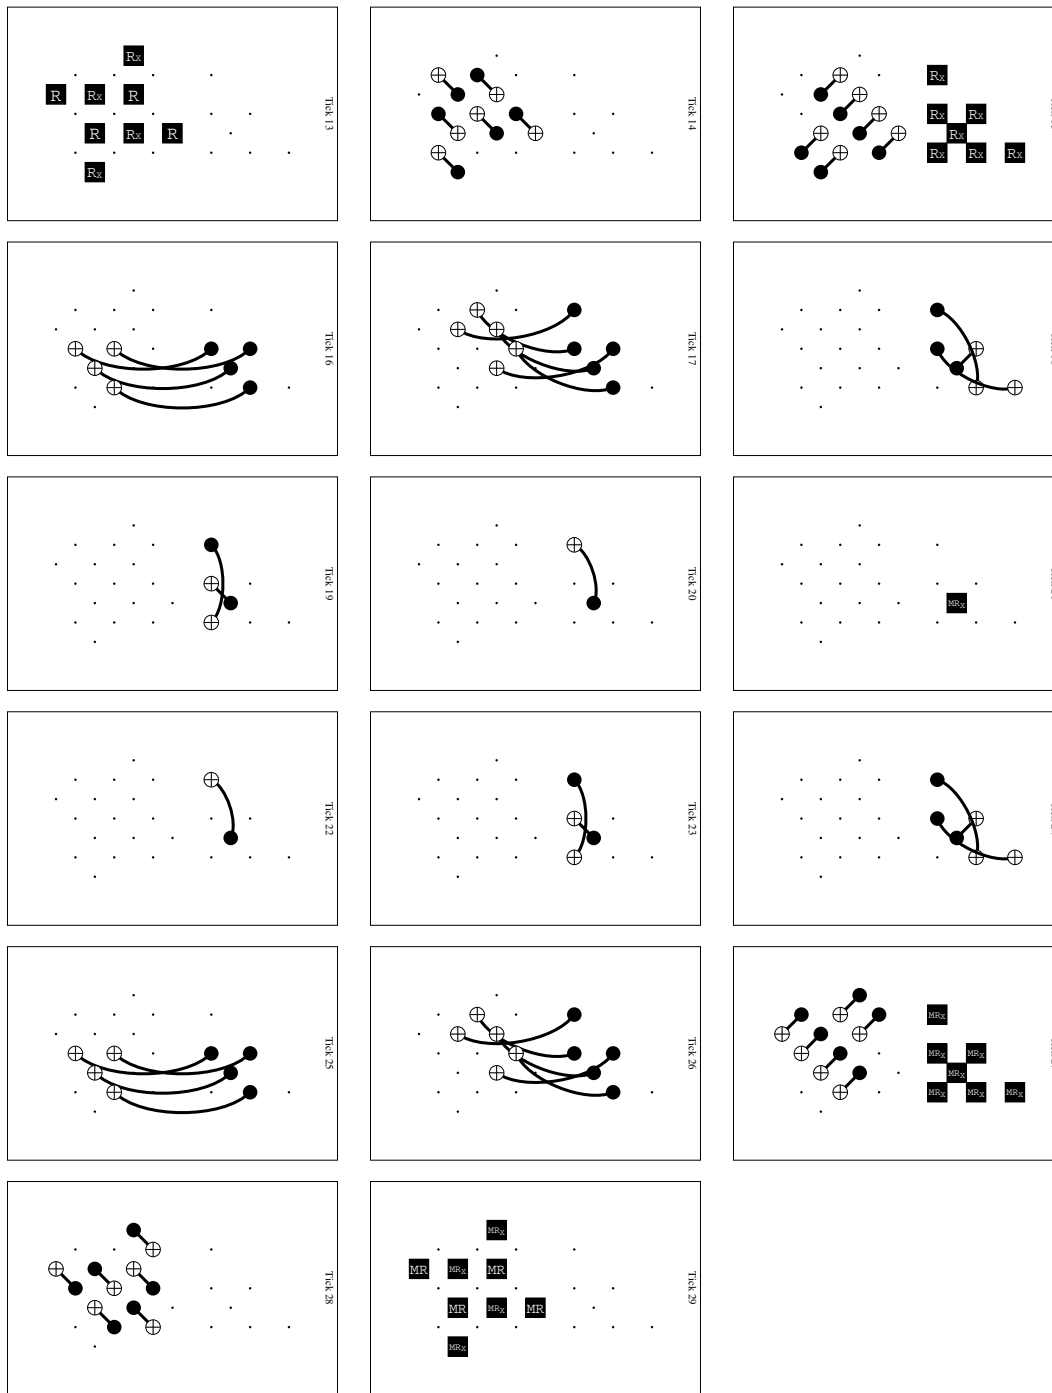 Rx
R Rx R
R Rx R
Rx
Tick 13
Tick 14
Rx
Rx Rx
Rx
Rx Rx Rx
Tick 16
Tick 17
Tick 19
Tick 20
MRx
Tick 22
Tick 23
Tick 25
Tick 26
MRx
MRx MRx
MRx
MRx MRx MRx
Tick 28
MRx
MR MRx MR
MR MRx MR
MRx
Tick 29